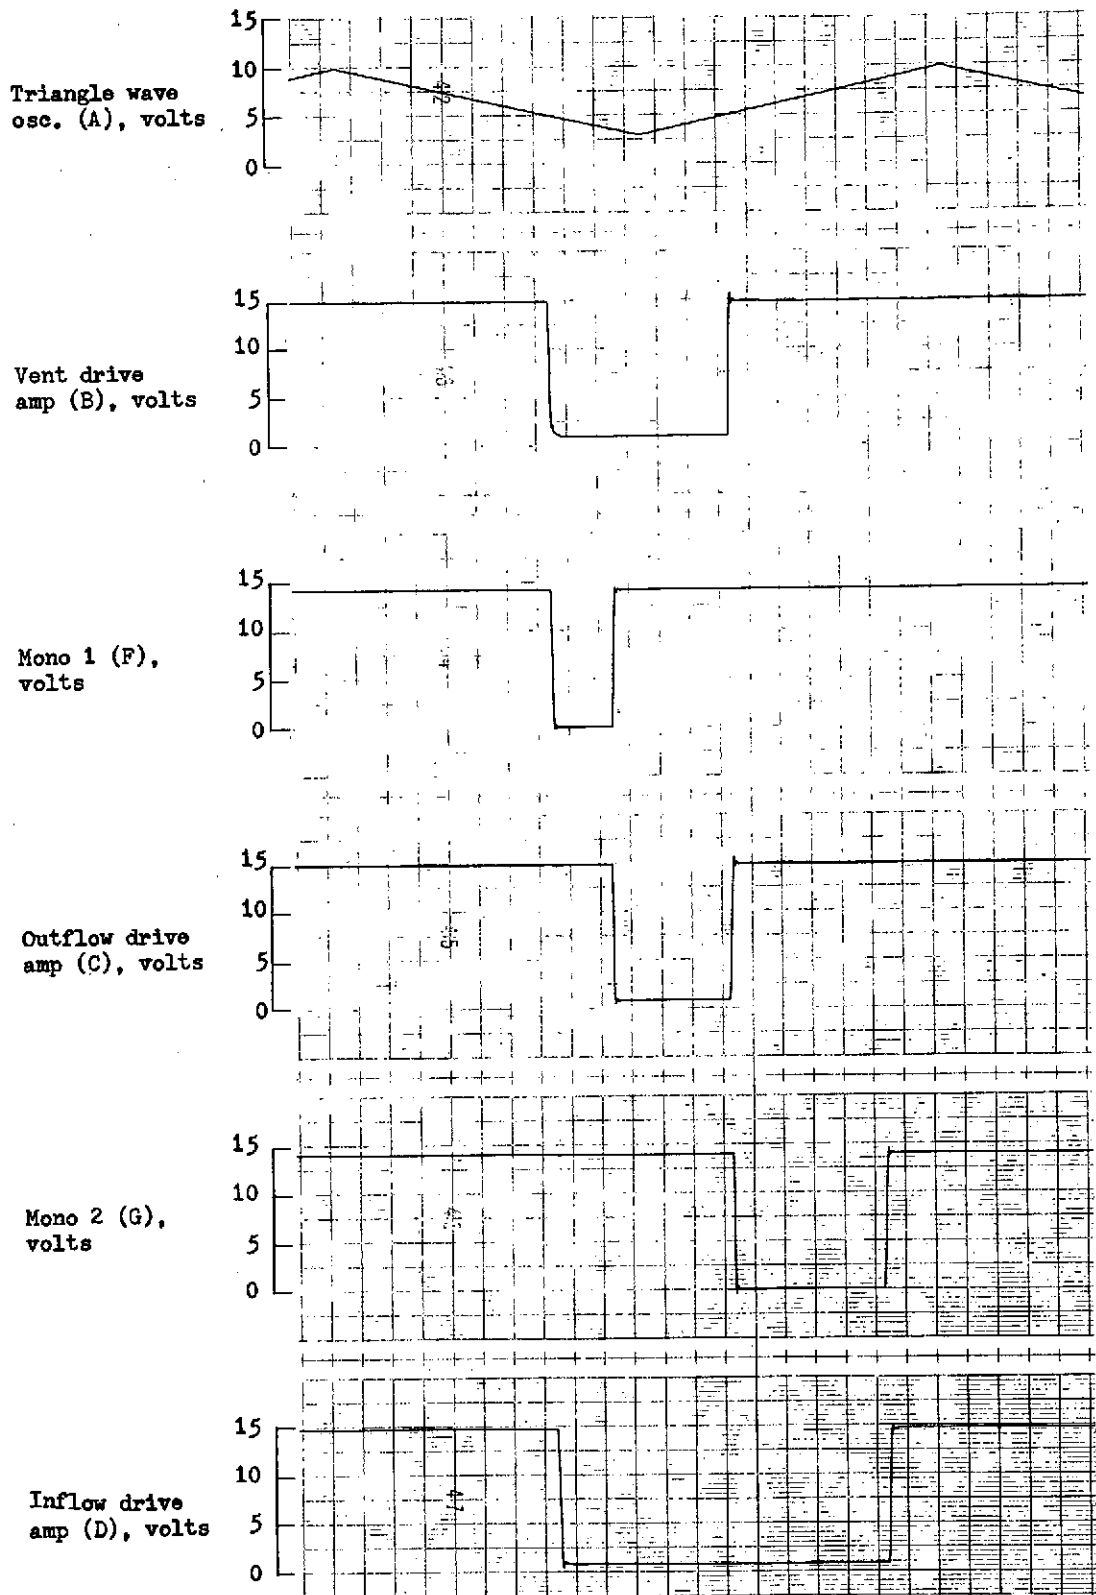 15
10
Triangle wave
osc. (A), volts
5
0
15
10
Vent drive
amp (B), volts
5
0
15
10
Mono 1 (F),
volts
5
0
15
10
Outflow drive
amp (C), volts
5
0
15
10
Mono 2 (G),
volts
5
0
15
10
Inflow drive
amp (D), volts
5
0